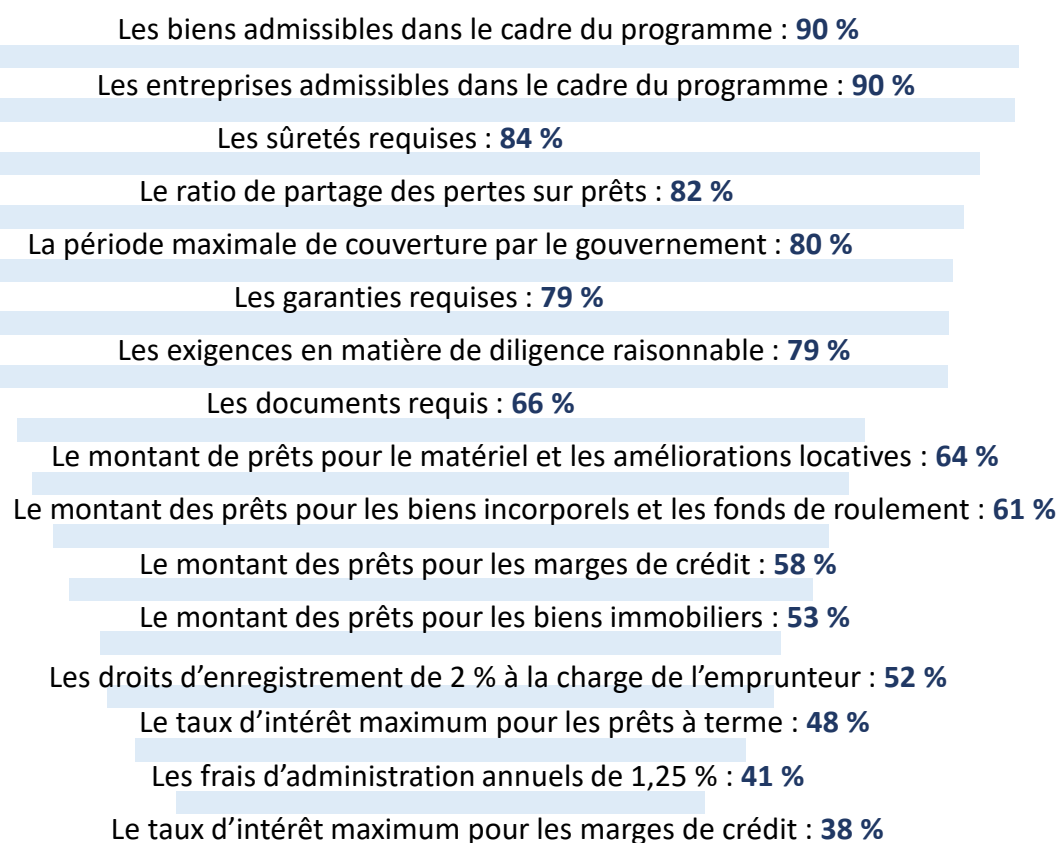 Les biens admissibles dans le cadre du programme : 90 %
Les entreprises admissibles dans le cadre du programme : 90 %
Les sûretés requises : 84 %
Le ratio de partage des pertes sur prêts : 82 %
La période maximale de couverture par le gouvernement : 80 %
Les garanties requises : 79 %
Les exigences en matière de diligence raisonnable : 79 %
Les documents requis : 66 %
Le montant de prêts pour le matériel et les améliorations locatives : 64 %
Le montant des prêts pour les biens incorporels et les fonds de roulement : 61 %
Le montant des prêts pour les marges de crédit : 58 %
Le montant des prêts pour les biens immobiliers : 53 %
Les droits d’enregistrement de 2 % à la charge de l’emprunteur : 52 %
Le taux d’intérêt maximum pour les prêts à terme : 48 %
Les frais d’administration annuels de 1,25 % : 41 %
Le taux d’intérêt maximum pour les marges de crédit : 38 %